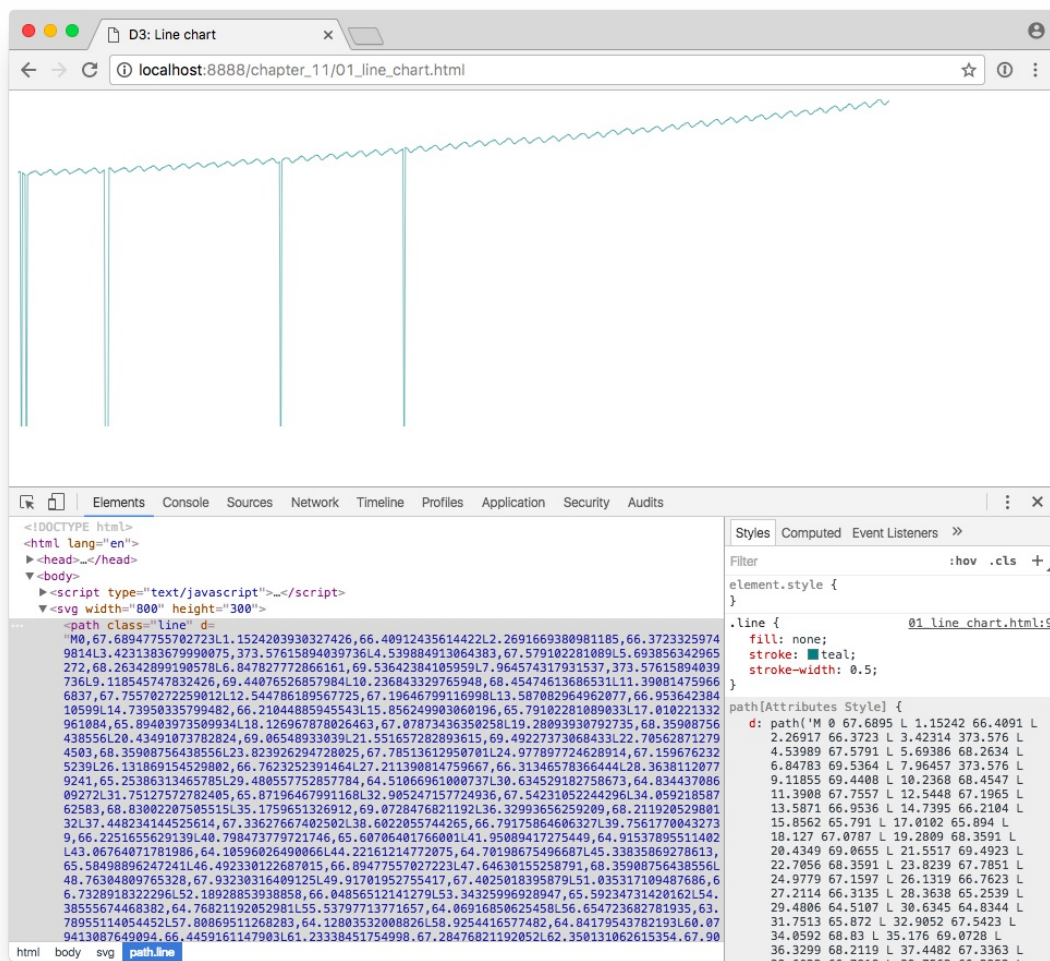 D3: Line chart
localhost:8888/chapter_11/01_line_chart.html
Elements Console Sources Network Timeline Profiles Application Security Audits
<!DOCTYPE html>
<html lang="en">
<head>…</head>
<body>
<script type="text/javascript">…</script>
<svg width="800" height="300">
<path class="line" d=
"M0,67.68947755702723L1.1524203930327426,66.40912435614422L2.2691669380981185,66.3723325974
9814L3.4231383679990075,373.57615894039736L4.539884913064383,67.579102281089L5.693856342965
272,68.26342899190578L6.847827772866161,69.53642384105959L7.964574317931537,373.57615894039
736L9.118545747832426,69.44076526857984L10.236843329765948,68.45474613686531L11.39081475966
6837,67.75570272259012L12.544786189567725,67.19646799116998L13.587082964962077,66.953642384
10599L14.73950335799482,66.21044885945543L15.856249903060196,65.79102281089033L17.010221332
961084,65.89403973509934L18.126967878026463,67.07873436350258L19.28093930792735,68.35908756
438556L20.43491073782824,69.06548933039L21.551657282893615,69.49227373068433L22.70562871279
4503,68.35908756438556L23.823926294728025,67.78513612950701L24.977897724628914,67.159676232
5239L26.131869154529802,66.7623252391464L27.211390814759667,66.31346578366444L28.3638112077
9241,65.25386313465785L29.480557752857784,64.51066961000737L30.634529182758673,64.834437086
09272L31.75127572782405,65.87196467991168L32.905247157724936,67.54231052244296L34.059218587
62583,68.83002207505515L35.1759651326912,69.0728476821192L36.32993656259209,68.211920529801
32L37.448234144525614,67.33627667402502L38.6022055744265,66.79175864606327L39.7561770043273
9,66.2251655629139L40.798473779721746,65.60706401766001L41.95089417275449,64.91537895511402
L43.06764071781986,64.10596026490066L44.22161214772075,64.70198675496687L45.33835869278613,
65.58498896247241L46.492330122687015,66.89477557027223L47.64630155258791,68.35908756438556L
48.76304809765328,67.93230316409125L49.91701952755417,67.4025018395879L51.035317109487686,6
6.7328918322296L52.18928853938858,66.04856512141279L53.34325996928947,65.59234731420162L54.
38555674468382,64.76821192052981L55.53797713771657,64.06916850625458L56.654723682781935,63.
78955114054452L57.80869511268283,64.12803532008826L58.9254416577482,64.84179543782193L60.07
9413087649094,66.4459161147903L61.23338451754998,67.28476821192052L62.350131062615354,67.90
html body svg path.line
Styles Computed Event Listeners »
Filter :hov .cls +
element.style {
}
.line { 01_line_chart.html:9
fill: none;
stroke: teal;
stroke-width: 0.5;
}
path[Attributes Style] {
d: path('M 0 67.6895 L 1.15242 66.4091 L
2.26917 66.3723 L 3.42314 373.576 L
4.53989 67.5791 L 5.69386 68.2634 L
6.84783 69.5364 L 7.96457 373.576 L
9.11855 69.4408 L 10.2368 68.4547 L
11.3908 67.7557 L 12.5448 67.1965 L
13.5871 66.9536 L 14.7395 66.2104 L
15.8562 65.791 L 17.0102 65.894 L
18.127 67.0787 L 19.2809 68.3591 L
20.4349 69.0655 L 21.5517 69.4923 L
22.7056 68.3591 L 23.8239 67.7851 L
24.9779 67.1597 L 26.1319 66.7623 L
27.2114 66.3135 L 28.3638 65.2539 L
29.4806 64.5107 L 30.6345 64.8344 L
31.7513 65.872 L 32.9052 67.5423 L
34.0592 68.83 L 35.176 69.0728 L
36.3299 68.2119 L 37.4482 67.3363 L